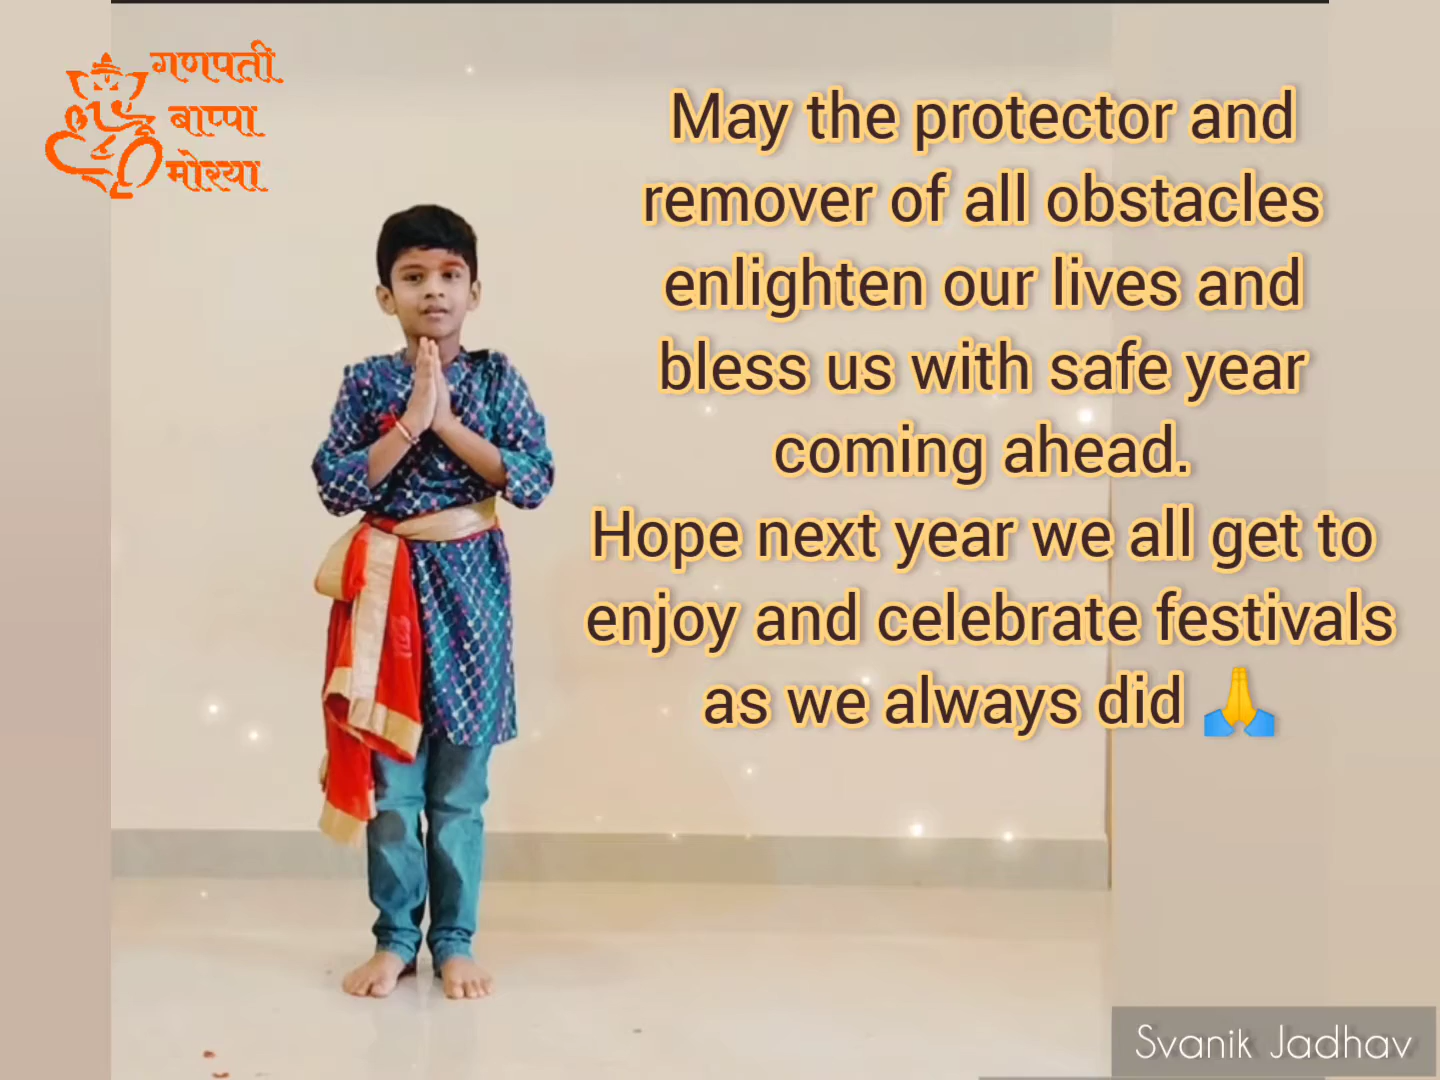 गणपती
बाप्पा
मोरया
May the protector and
remover of all obstacles
enlighten our lives and
bless us with safe year
coming ahead.
Hope next year we all get to
enjoy and celebrate festivals
as we always did 🙏
Svanik Jadhav